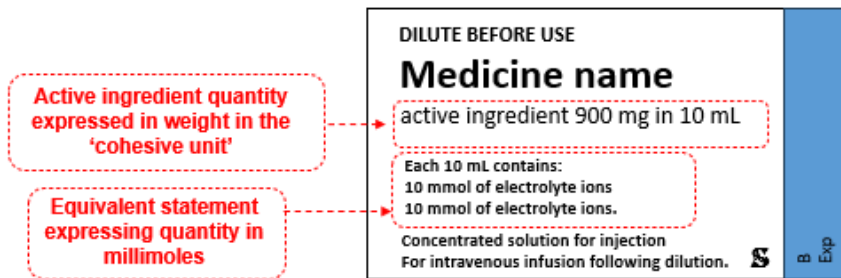 DILUTE BEFORE USE
Medicine name
active ingredient 900 mg in 10 mL
Each 10 mL contains:
10 mmol of electrolyte ions
10 mmol of electrolyte ions.
Concentrated solution for injection
For intravenous infusion following dilution.
S
B
Exp
Active ingredient quantity
expressed in weight in the
‘cohesive unit’
Equivalent statement
expressing quantity in
millimoles